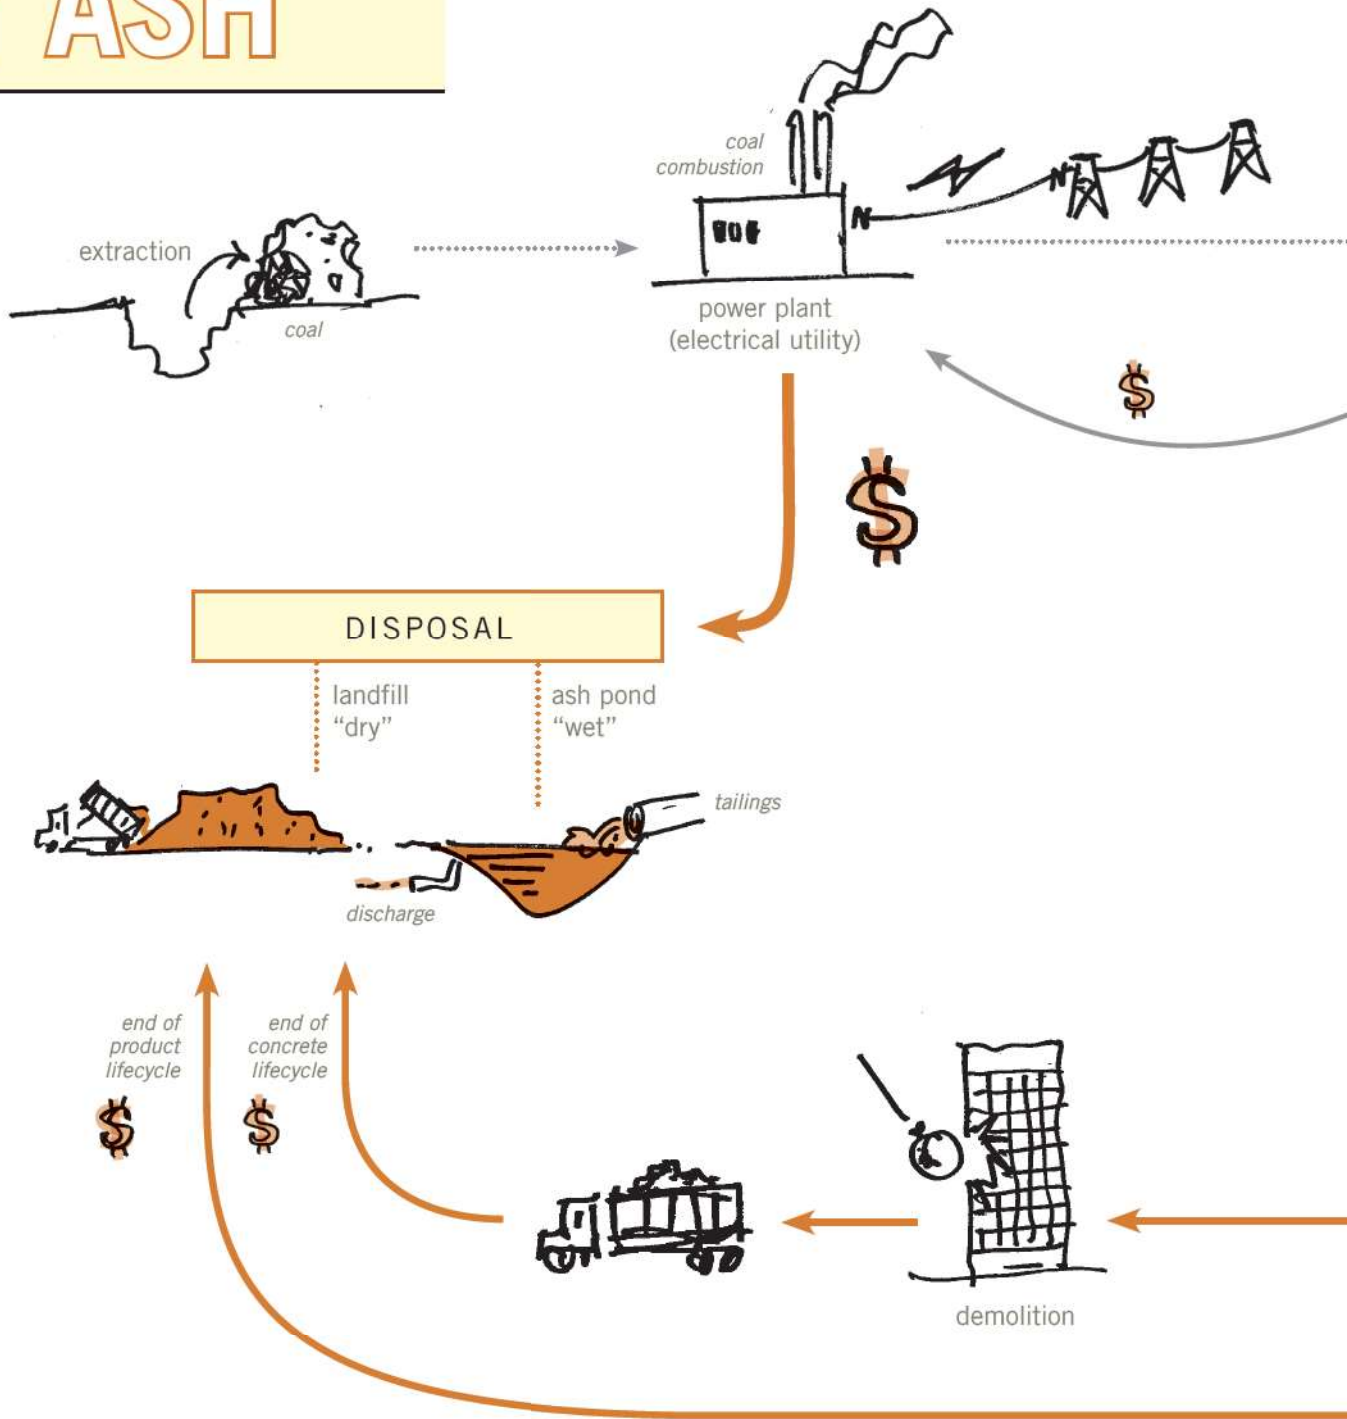 ASH
coal
combustion
extraction
coal
power plant
(electrical utility)
$
$
DISPOSAL
landfill
“dry”
ash pond
“wet”
tailings
discharge
end of
product
lifecycle
end of
concrete
lifecycle
$
$
demolition